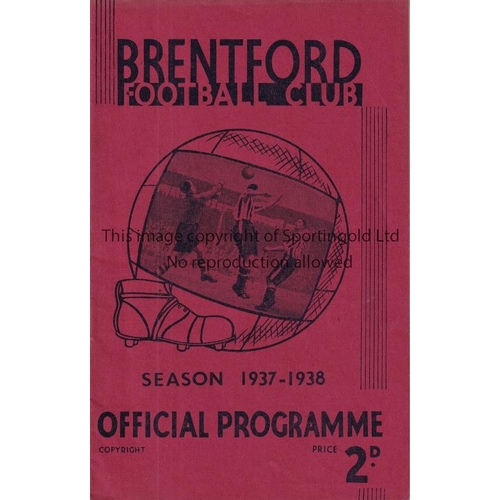 BRENTFORD
FOOTBALL CLUB
This image copyright of Sportingold Ltd
No reproduction allowed
SEASON 1937-1938
OFFICIAL PROGRAMME
COPYRIGHT PRICE 2D.